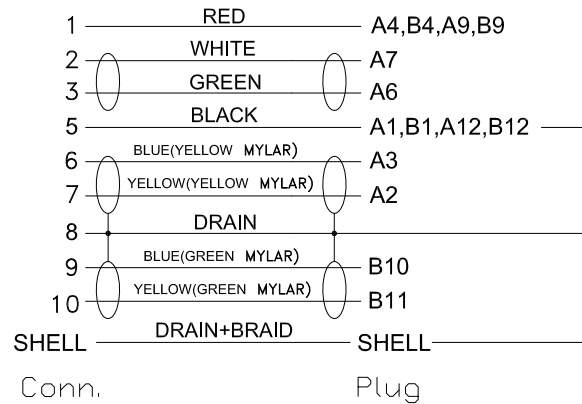 1 RED A4,B4,A9,B9
2 WHITE A7
3 GREEN A6
5 BLACK A1,B1,A12,B12
6 BLUE(YELLOW MYLAR) A3
7 YELLOW(YELLOW MYLAR) A2
8 DRAIN
9 BLUE(GREEN MYLAR) B10
10 YELLOW(GREEN MYLAR) B11
SHELL DRAIN+BRAID SHELL
Conn. Plug